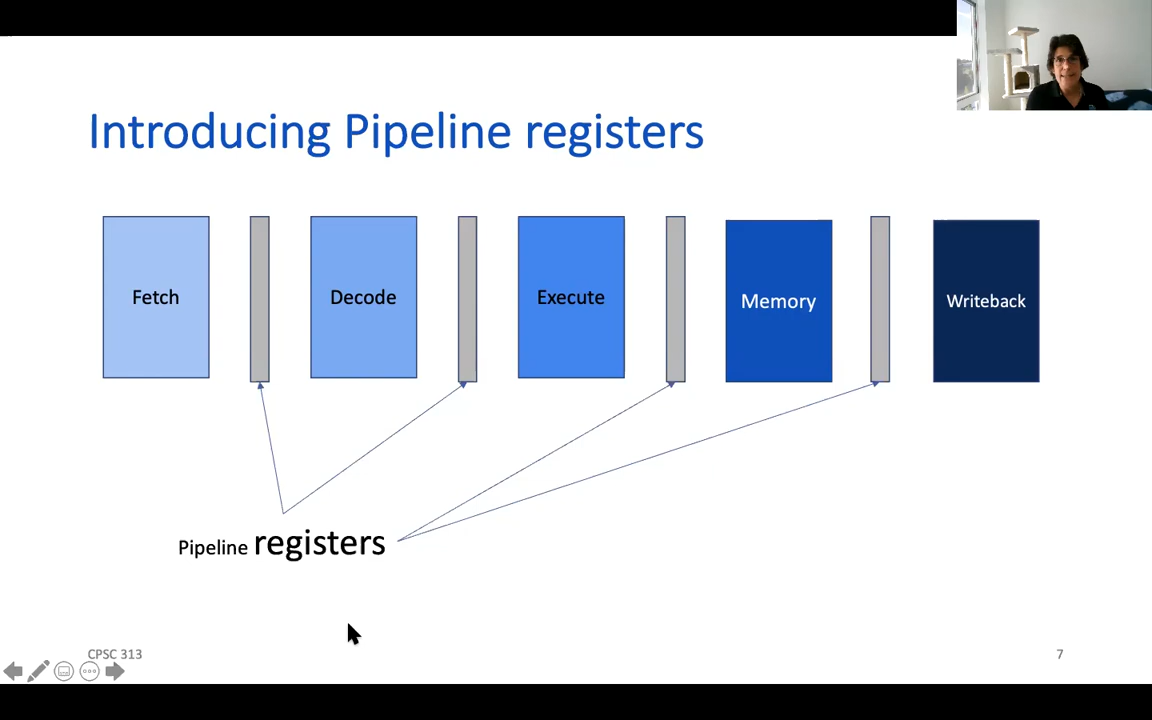 Introducing Pipeline registers
Fetch
Decode
Execute
Memory
Writeback
Pipeline registers
CPSC 313
7